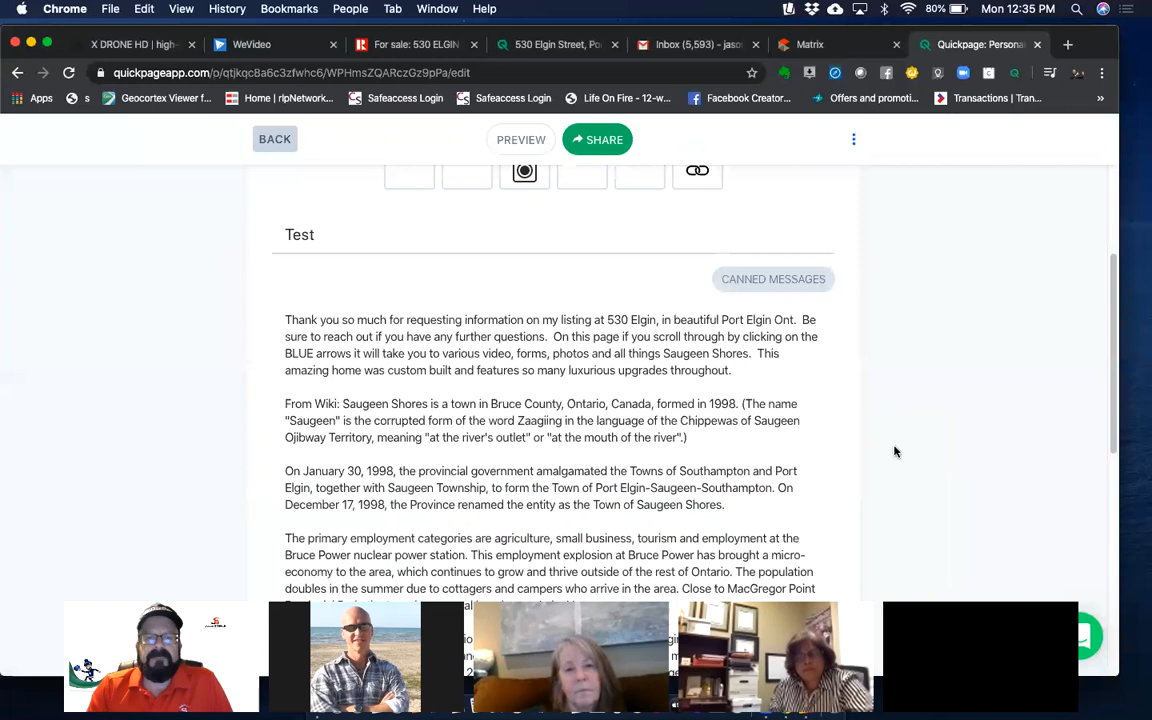 Chrome File Edit View History Bookmarks People Tab Window Help 80% Mon 12:35 PM
X DRONE HD | high- WeVideo For sale: 530 ELGIN 530 Elgin Street, Po Inbox (5,593) - jaso Matrix Quickpage: Persona
quickpageapp.com/p/qtjkqc8a6c3zfwhc6/WPHmsZQARczGz9pPa/edit
Apps s Geocortex Viewer f... Home | rlpNetwork... Safeaccess Login Safeaccess Login Life On Fire - 12-w... Facebook Creator... Offers and promoti... Transactions | Tran... »
BACK PREVIEW SHARE
Test
CANNED MESSAGES
Thank you so much for requesting information on my listing at 530 Elgin, in beautiful Port Elgin Ont. Be
sure to reach out if you have any further questions. On this page if you scroll through by clicking on the
BLUE arrows it will take you to various video, forms, photos and all things Saugeen Shores. This
amazing home was custom built and features so many luxurious upgrades throughout.
From Wiki: Saugeen Shores is a town in Bruce County, Ontario, Canada, formed in 1998. (The name
"Saugeen" is the corrupted form of the word Zaagiing in the language of the Chippewas of Saugeen
Ojibway Territory, meaning "at the river's outlet" or "at the mouth of the river".)
On January 30, 1998, the provincial government amalgamated the Towns of Southampton and Port
Elgin, together with Saugeen Township, to form the Town of Port Elgin-Saugeen-Southampton. On
December 17, 1998, the Province renamed the entity as the Town of Saugeen Shores.
The primary employment categories are agriculture, small business, tourism and employment at the
Bruce Power nuclear power station. This employment explosion at Bruce Power has brought a micro-
economy to the area, which continues to grow and thrive outside of the rest of Ontario. The population
doubles in the summer due to cottagers and campers who arrive in the area. Close to MacGregor Point